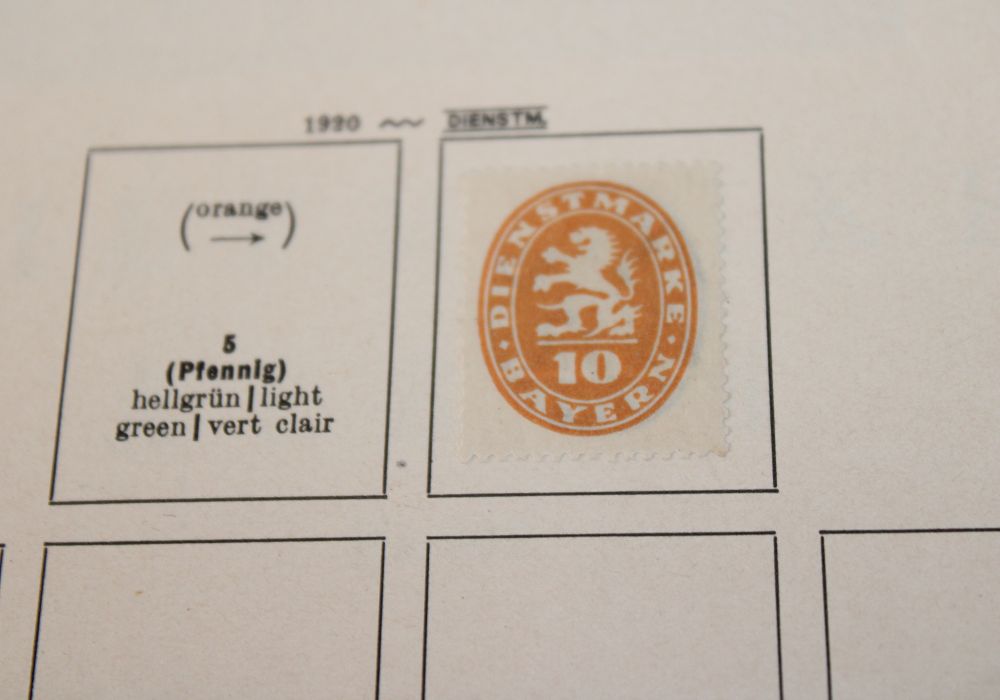 1920 ~~ DIENSTM.
(orange)
→
5
(Pfennig)
hellgrün | light
green | vert clair
DIENSTMARKE
10
· BAYERN ·